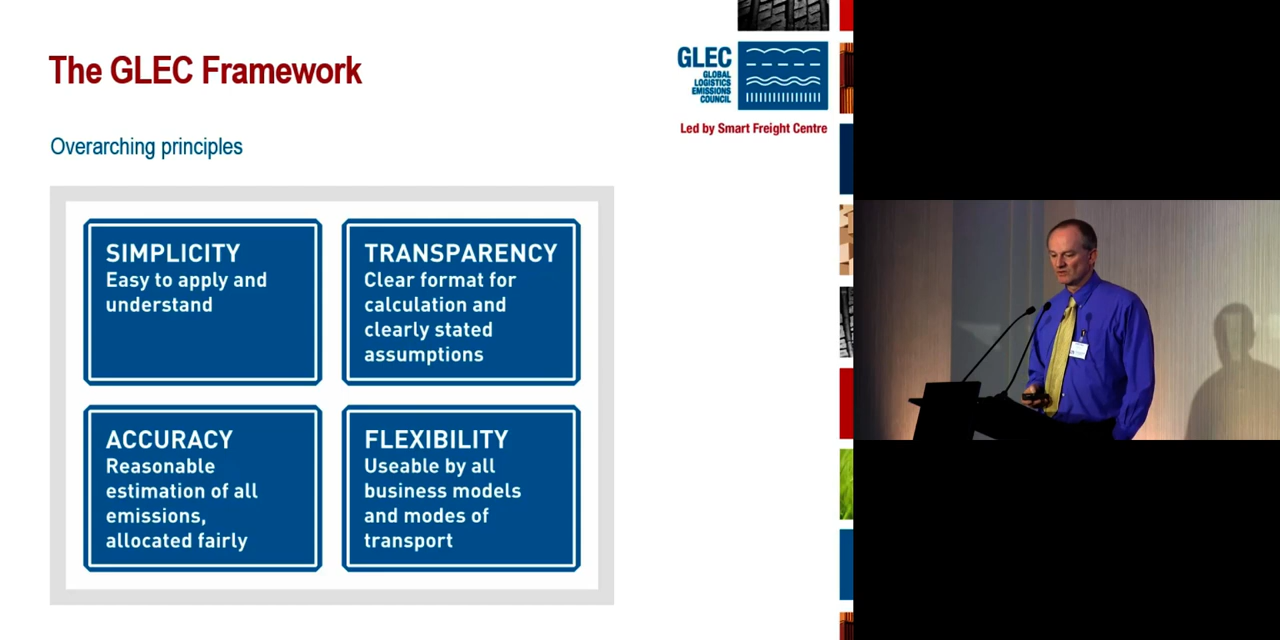 The GLEC Framework
GLEC
GLOBAL
LOGISTICS
EMISSIONS
COUNCIL
Led by Smart Freight Centre
Overarching principles
SIMPLICITY
Easy to apply and
understand
TRANSPARENCY
Clear format for
calculation and
clearly stated
assumptions
ACCURACY
Reasonable
estimation of all
emissions,
allocated fairly
FLEXIBILITY
Useable by all
business models
and modes of
transport